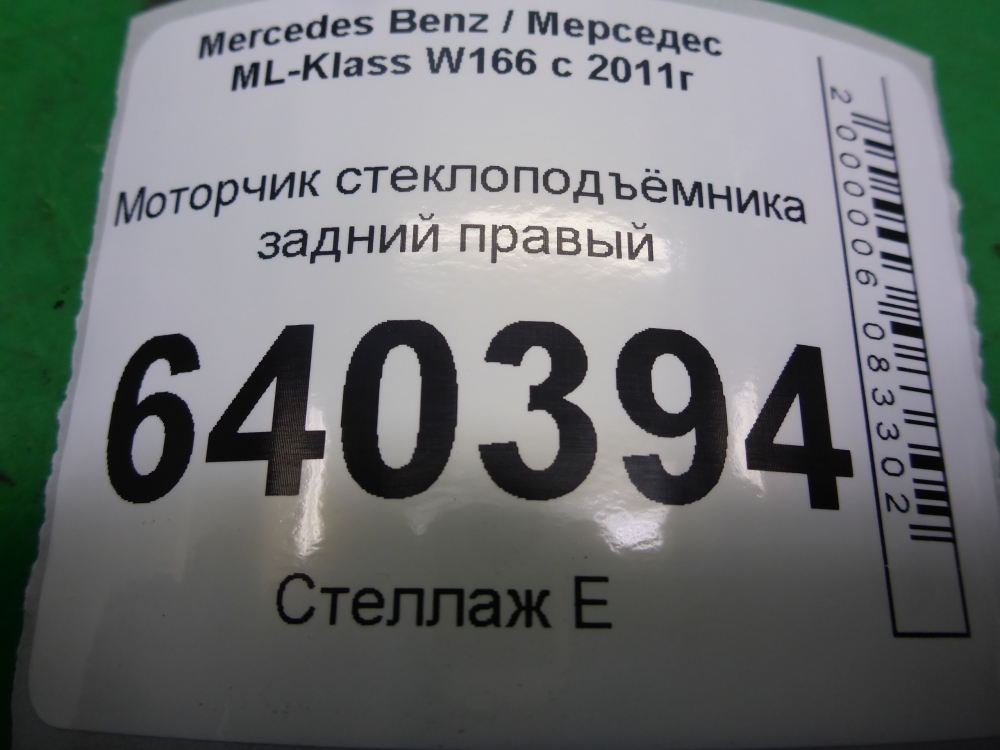 Mercedes Benz / Мерседес
ML-Klass W166 с 2011г
Моторчик стеклоподъёмника
задний правый
640394
Стеллаж Е
2000006083302